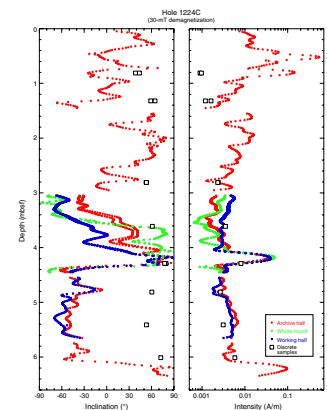 Hole 1224C
(30-mT demagnetization)
0
1
2
3
4
5
6
Depth (mbsf)
-90 -60 -30 0 30 60 90
Inclination (°)
0.001 0.01 0.1
Intensity (A/m)
Archive half
Whole round
Working half
Discrete
samples